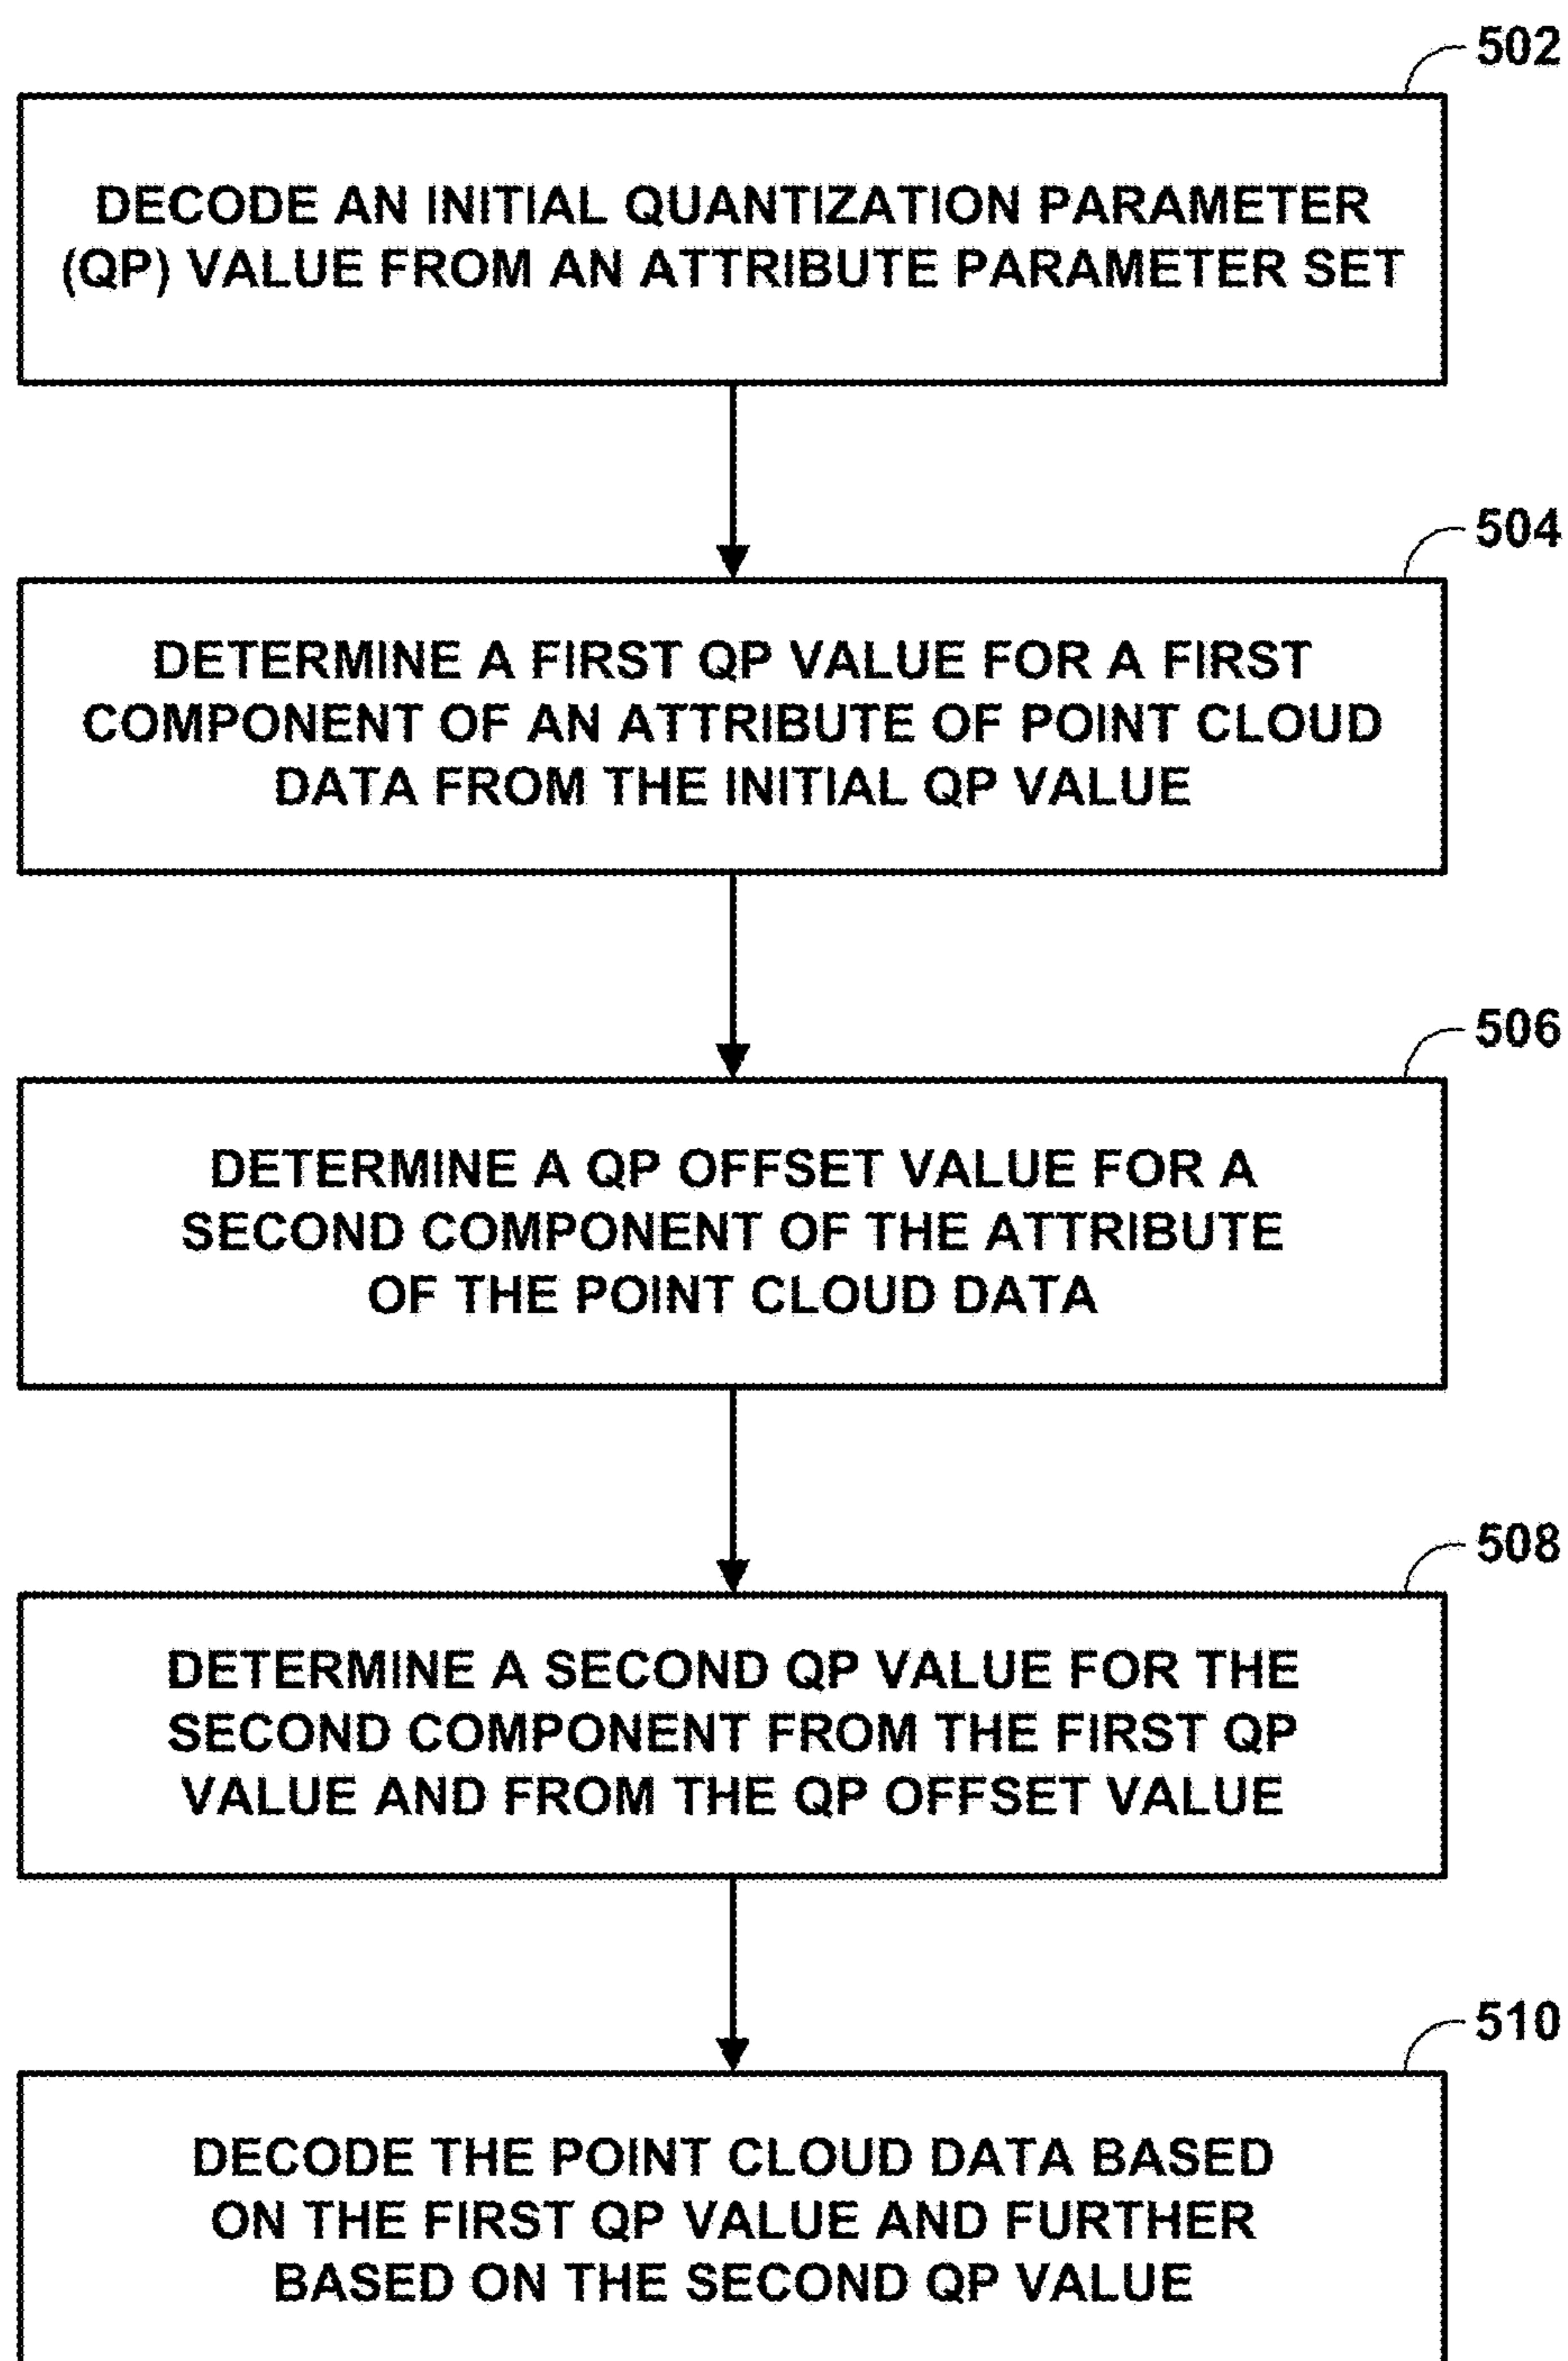 502
DECODE AN INITIAL QUANTIZATION PARAMETER
(QP) VALUE FROM AN ATTRIBUTE PARAMETER SET
504
DETERMINE A FIRST QP VALUE FOR A FIRST
COMPONENT OF AN ATTRIBUTE OF POINT CLOUD
DATA FROM THE INITIAL QP VALUE
506
DETERMINE A QP OFFSET VALUE FOR A
SECOND COMPONENT OF THE ATTRIBUTE
OF THE POINT CLOUD DATA
508
DETERMINE A SECOND QP VALUE FOR THE
SECOND COMPONENT FROM THE FIRST QP
VALUE AND FROM THE QP OFFSET VALUE
510
DECODE THE POINT CLOUD DATA BASED
ON THE FIRST QP VALUE AND FURTHER
BASED ON THE SECOND QP VALUE